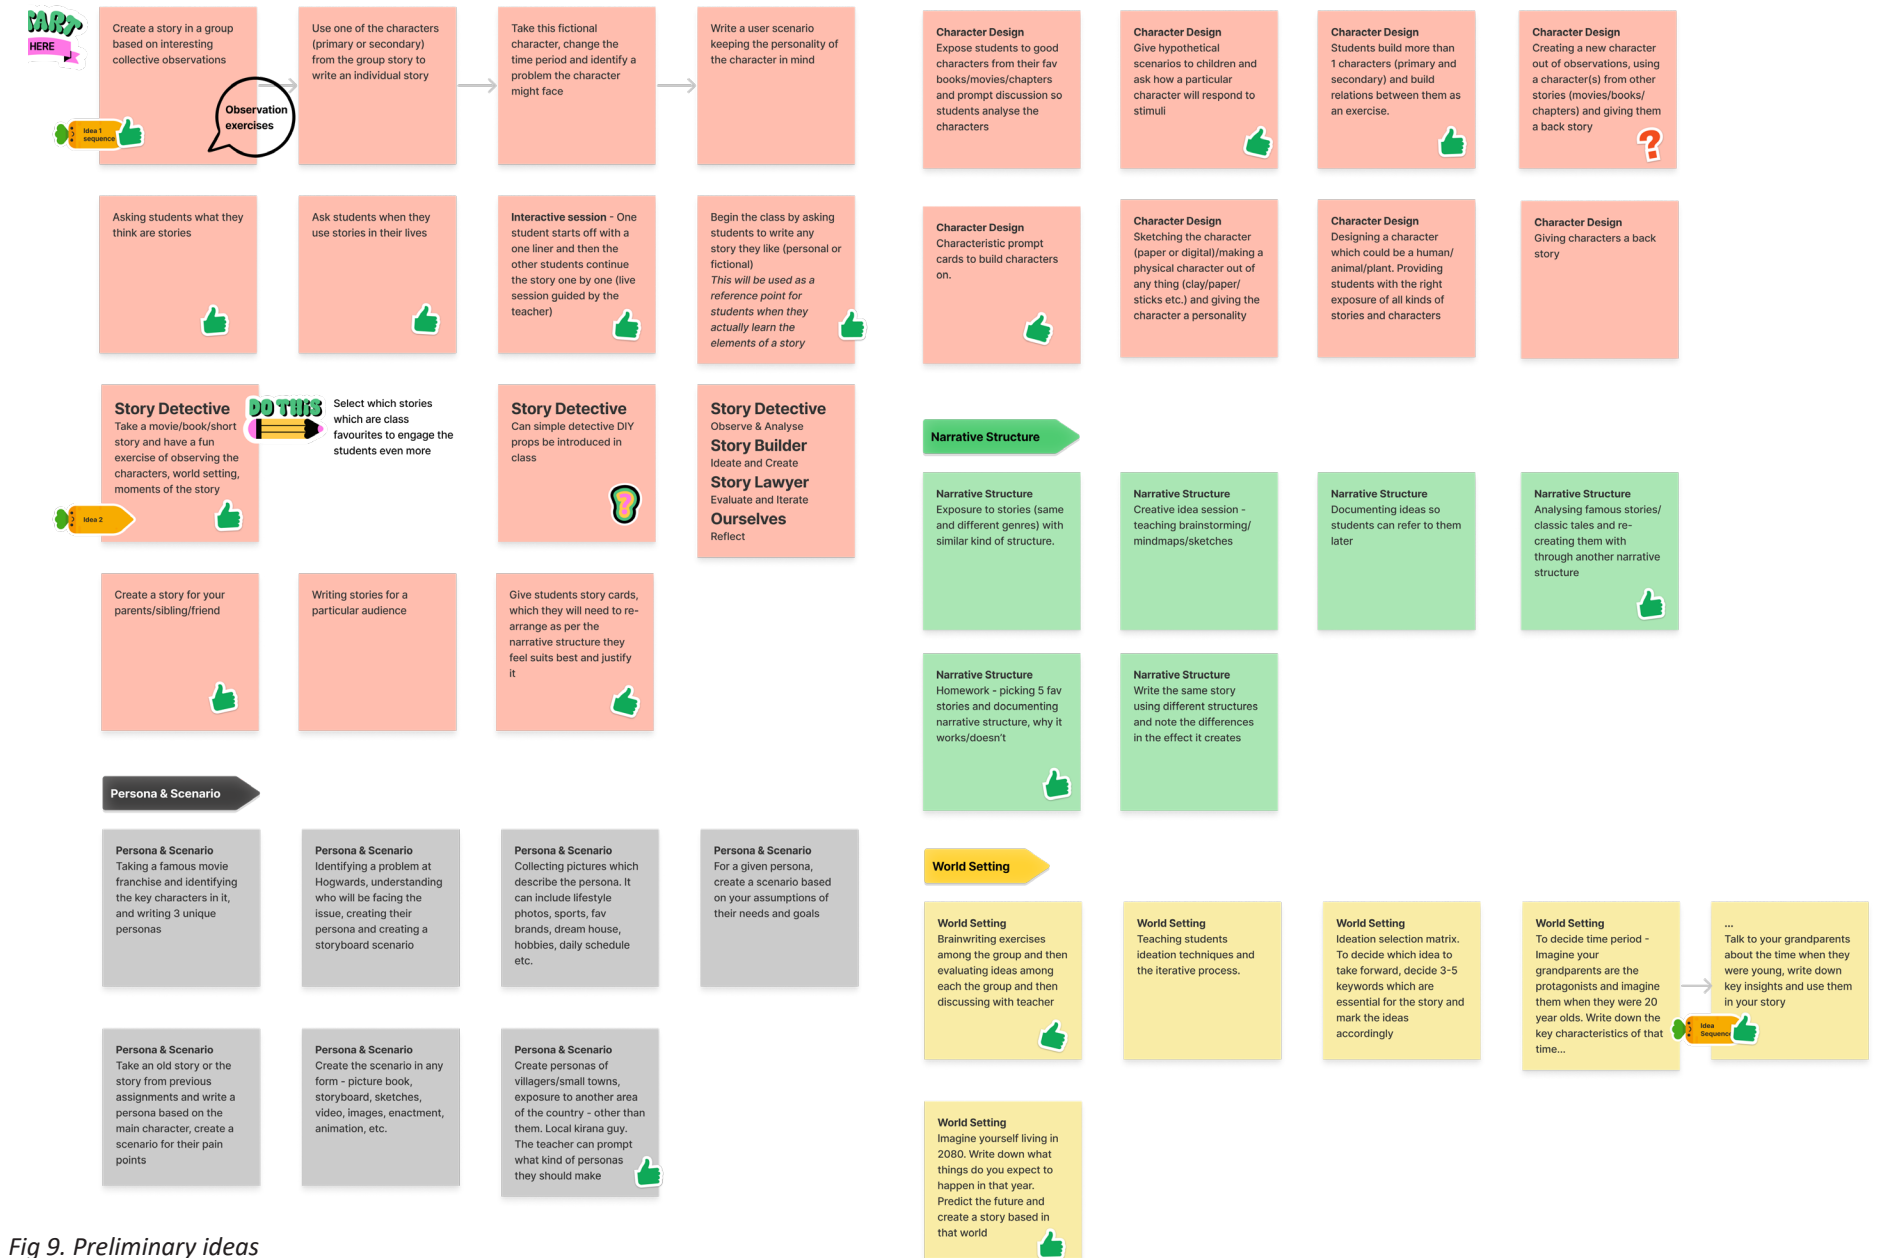 START
HERE
Create a story in a group
based on interesting
collective observations
Idea 1
sequence
Observation
exercises
Use one of the characters
(primary or secondary)
from the group story to
write an individual story
Take this fictional
character, change the
time period and identify a
problem the character
might face
Write a user scenario
keeping the personality of
the character in mind
Asking students what they
think are stories
Ask students when they
use stories in their lives
Interactive session - One
student starts off with a
one liner and then the
other students continue
the story one by one (live
session guided by the
teacher)
Begin the class by asking
students to write any
story they like (personal or
fictional)
This will be used as a
reference point for
students when they
actually learn the
elements of a story
Story Detective
Take a movie/book/short
story and have a fun
exercise of observing the
characters, world setting,
moments of the story
Idea 2
DO THIS
Select which stories
which are class
favourites to engage the
students even more
Story Detective
Can simple detective DIY
props be introduced in
class
?
Story Detective
Observe & Analyse
Story Builder
Ideate and Create
Story Lawyer
Evaluate and Iterate
Ourselves
Reflect
Create a story for your
parents/sibling/friend
Writing stories for a
particular audience
Give students story cards,
which they will need to re-
arrange as per the
narrative structure they
feel suits best and justify
it
Persona & Scenario
Persona & Scenario
Taking a famous movie
franchise and identifying
the key characters in it,
and writing 3 unique
personas
Persona & Scenario
Identifying a problem at
Hogwards, understanding
who will be facing the
issue, creating their
persona and creating a
storyboard scenario
Persona & Scenario
Collecting pictures which
describe the persona. It
can include lifestyle
photos, sports, fav
brands, dream house,
hobbies, daily schedule
etc.
Persona & Scenario
For a given persona,
create a scenario based
on your assumptions of
their needs and goals
Persona & Scenario
Take an old story or the
story from previous
assignments and write a
persona based on the
main character, create a
scenario for their pain
points
Persona & Scenario
Create the scenario in any
form - picture book,
storyboard, sketches,
video, images, enactment,
animation, etc.
Persona & Scenario
Create personas of
villagers/small towns,
exposure to another area
of the country - other than
them. Local kirana guy.
The teacher can prompt
what kind of personas
they should make
Character Design
Expose students to good
characters from their fav
books/movies/chapters
and prompt discussion so
students analyse the
characters
Character Design
Give hypothetical
scenarios to children and
ask how a particular
character will respond to
stimuli
Character Design
Students build more than
1 characters (primary and
secondary) and build
relations between them as
an exercise.
Character Design
Creating a new character
out of observations, using
a character(s) from other
stories (movies/books/
chapters) and giving them
a back story
?
Character Design
Characteristic prompt
cards to build characters
on.
Character Design
Sketching the character
(paper or digital)/making a
physical character out of
any thing (clay/paper/
sticks etc.) and giving the
character a personality
Character Design
Designing a character
which could be a human/
animal/plant. Providing
students with the right
exposure of all kinds of
stories and characters
Character Design
Giving characters a back
story
Narrative Structure
Narrative Structure
Exposure to stories (same
and different genres) with
similar kind of structure.
Narrative Structure
Creative idea session -
teaching brainstorming/
mindmaps/sketches
Narrative Structure
Documenting ideas so
students can refer to them
later
Narrative Structure
Analysing famous stories/
classic tales and re-
creating them with
through another narrative
structure
Narrative Structure
Homework - picking 5 fav
stories and documenting
narrative structure, why it
works/doesn't
Narrative Structure
Write the same story
using different structures
and note the differences
in the effect it creates
World Setting
World Setting
Brainwriting exercises
among the group and then
evaluating ideas among
each the group and then
discussing with teacher
World Setting
Teaching students
ideation techniques and
the iterative process.
World Setting
Ideation selection matrix.
To decide which idea to
take forward, decide 3-5
keywords which are
essential for the story and
mark the ideas
accordingly
World Setting
To decide time period -
Imagine your
grandparents are the
protagonists and imagine
them when they were 20
year olds. Write down the
key characteristics of that
time...
Idea
Sequence
...
Talk to your grandparents
about the time when they
were young, write down
key insights and use them
in your story
World Setting
Imagine yourself living in
2080. Write down what
things do you expect to
happen in that year.
Predict the future and
create a story based in
that world
Fig 9. Preliminary ideas